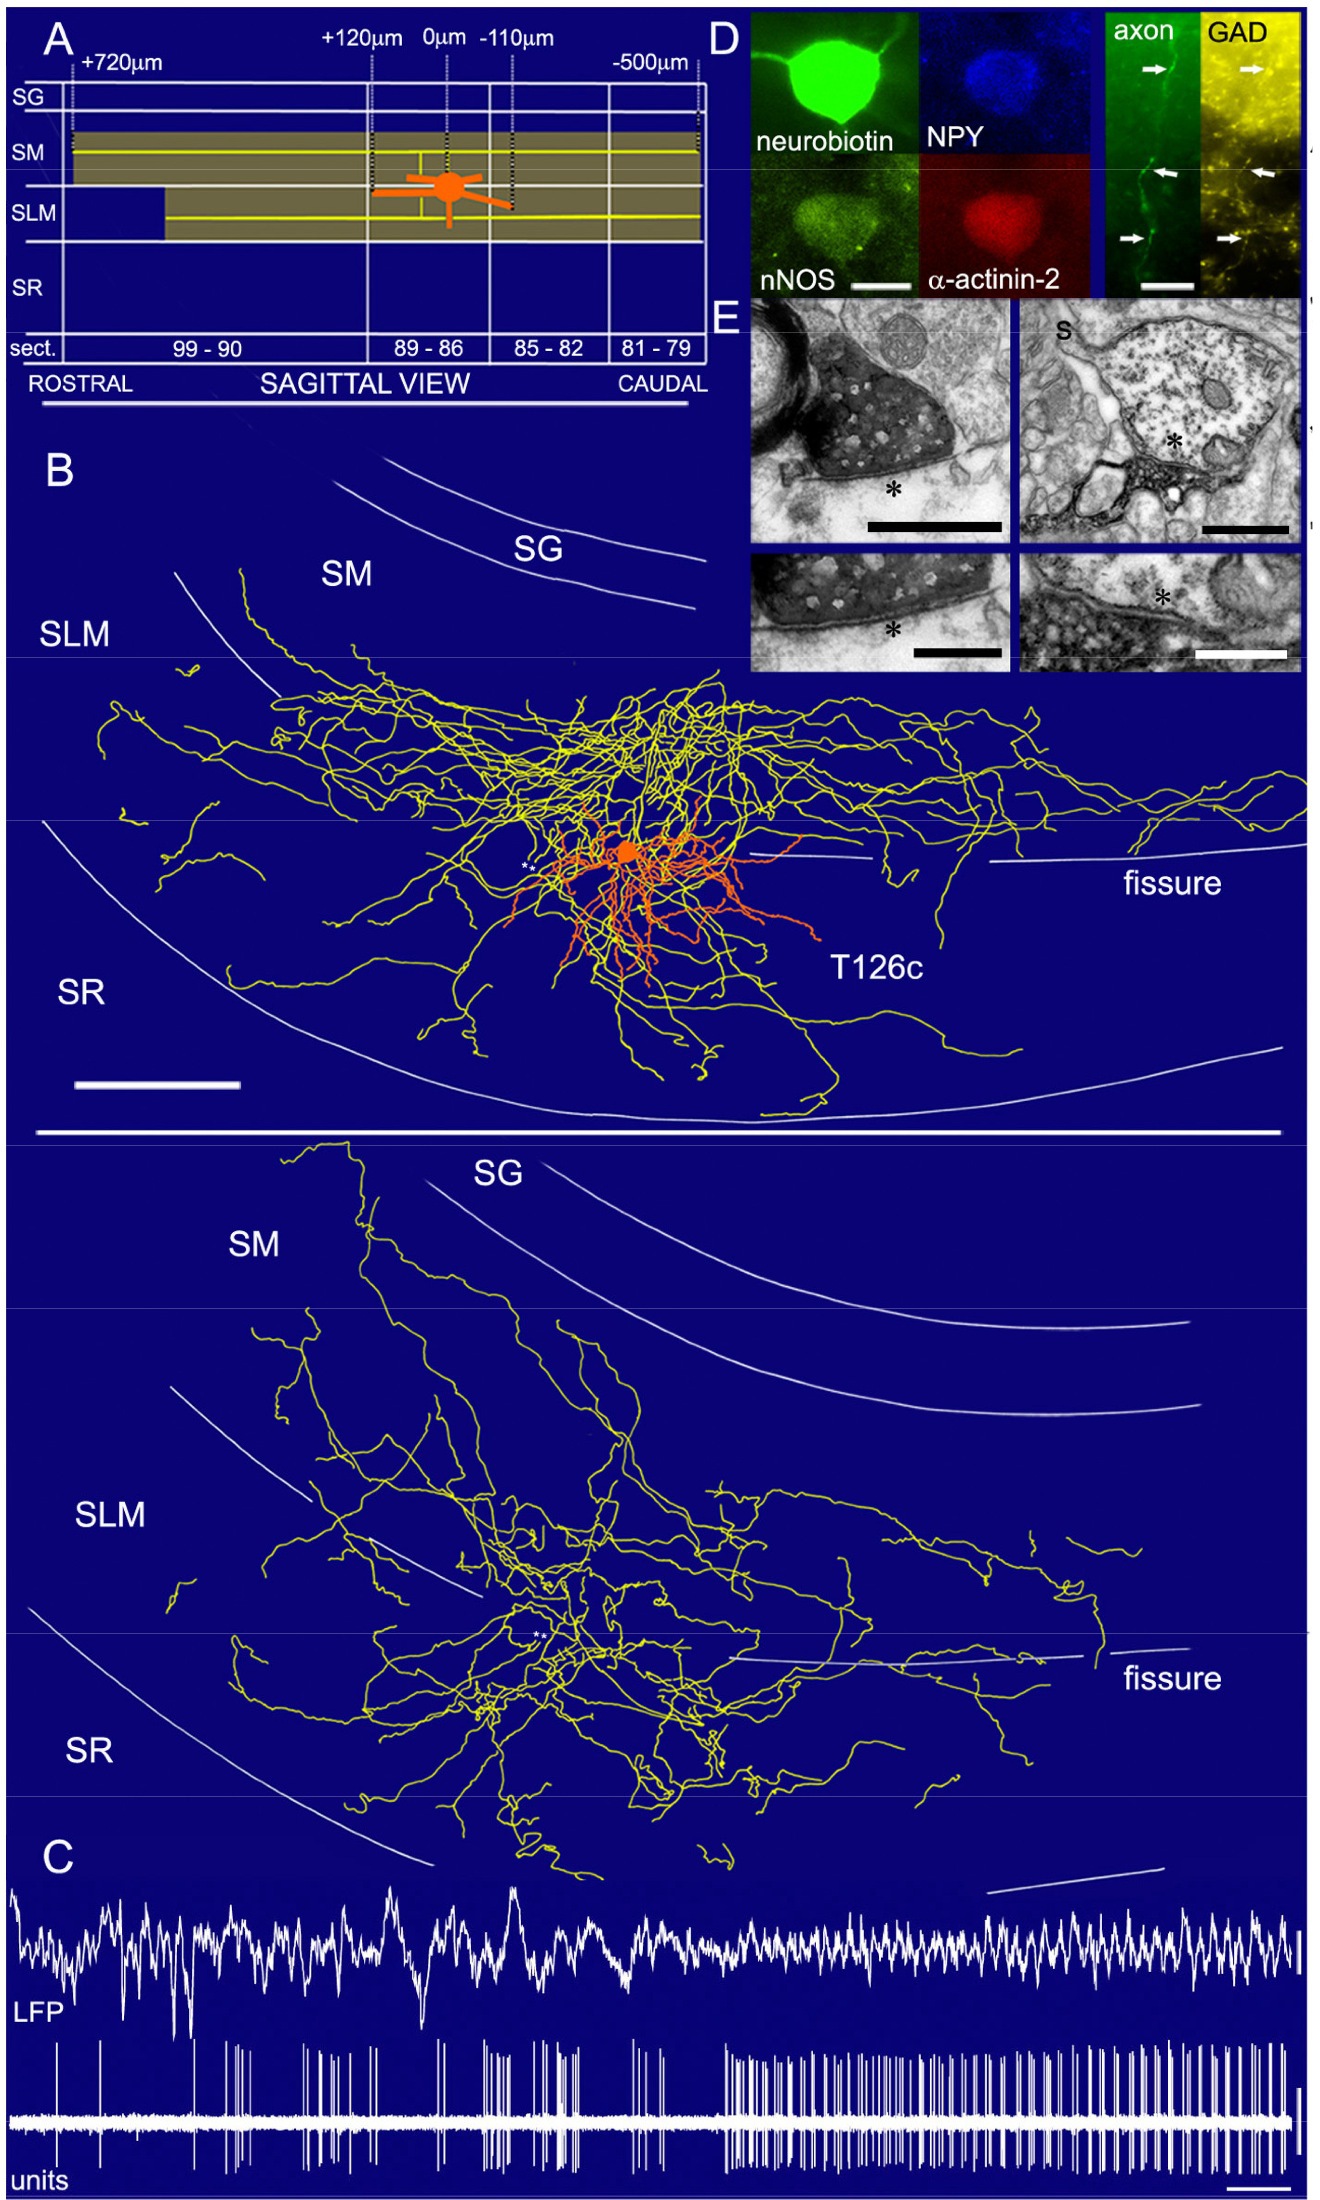 A
+720µm
+120µm 0µm -110µm
-500µm
SG
SM
SLM
SR
sect. 99 - 90 89 - 86 85 - 82 81 - 79
ROSTRAL SAGITTAL VIEW CAUDAL
D
neurobiotin
NPY
nNOS
α-actinin-2
axon
GAD
E
*
S
*
*
*
B
SG
SM
SLM
**
fissure
T126c
SR
SG
SM
SLM
**
fissure
SR
C
LFP
units